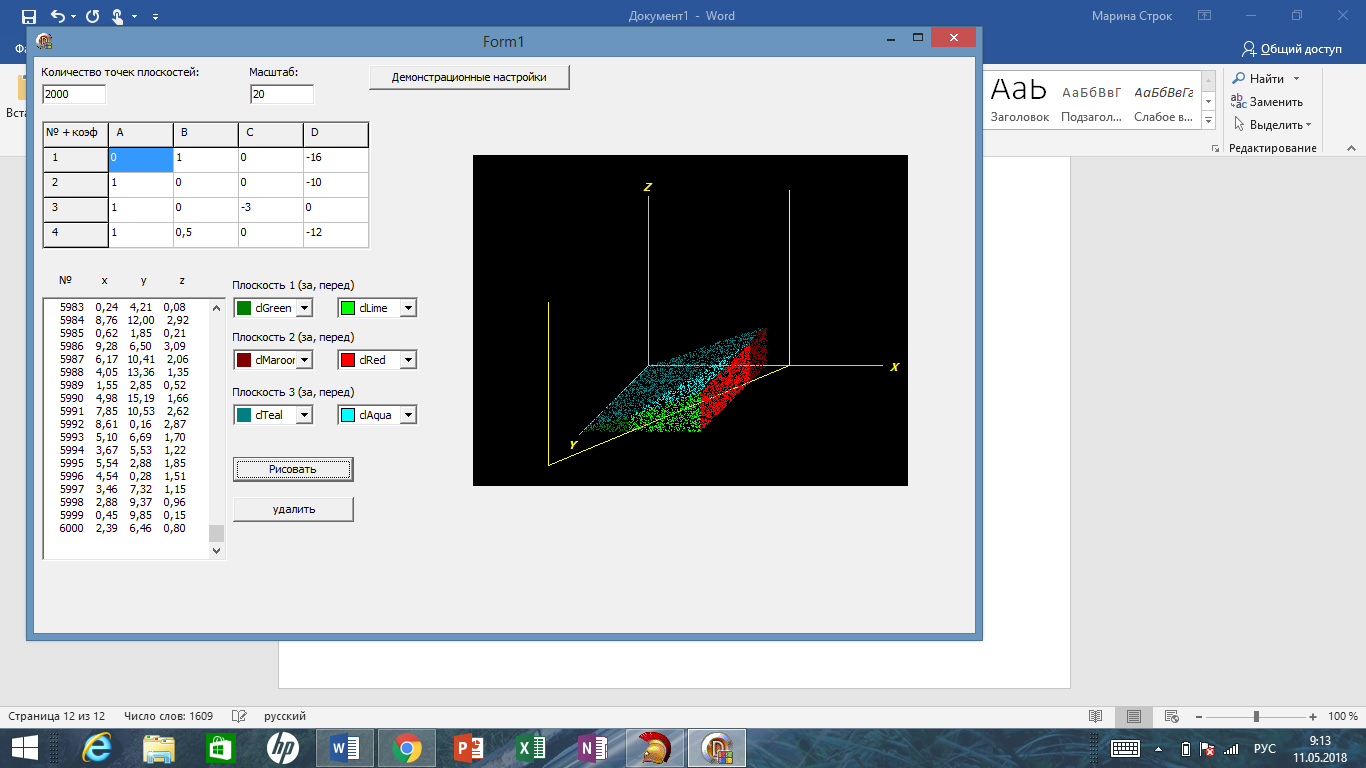 Документ1 - Word
Марина Строк
Фа
Общий доступ
Form1
Вста
Количество точек плоскостей:
Масштаб:
Демонстрационные настройки
2000
20
№ + коэф A B C D
1 0 1 0 -16
2 1 0 0 -10
3 1 0 -3 0
4 1 0,5 0 -12
№ x y z
5983 0,24 4,21 0,08
5984 8,76 12,00 2,92
5985 0,62 1,85 0,21
5986 9,28 6,50 3,09
5987 6,17 10,41 2,06
5988 4,05 13,36 1,35
5989 1,55 2,85 0,52
5990 4,98 15,19 1,66
5991 7,85 10,53 2,62
5992 8,61 0,16 2,87
5993 5,10 6,69 1,70
5994 3,67 5,53 1,22
5995 5,54 2,88 1,85
5996 4,54 0,28 1,51
5997 3,46 7,32 1,15
5998 2,88 9,37 0,96
5999 0,45 9,85 0,15
6000 2,39 6,46 0,80
Плоскость 1 (за, перед)
clGreen clLime
Плоскость 2 (за, перед)
clMaroon clRed
Плоскость 3 (за, перед)
clTeal clAqua
Рисовать
удалить
Z
X
Y
АаЬ АаБбВвГ АаБбВвГг
Заголовок Подзагол... Слабое в...
Найти
Заменить
Выделить
Редактирование
Страница 12 из 12 Число слов: 1609 русский
100 %
РУС
9:13
11.05.2018